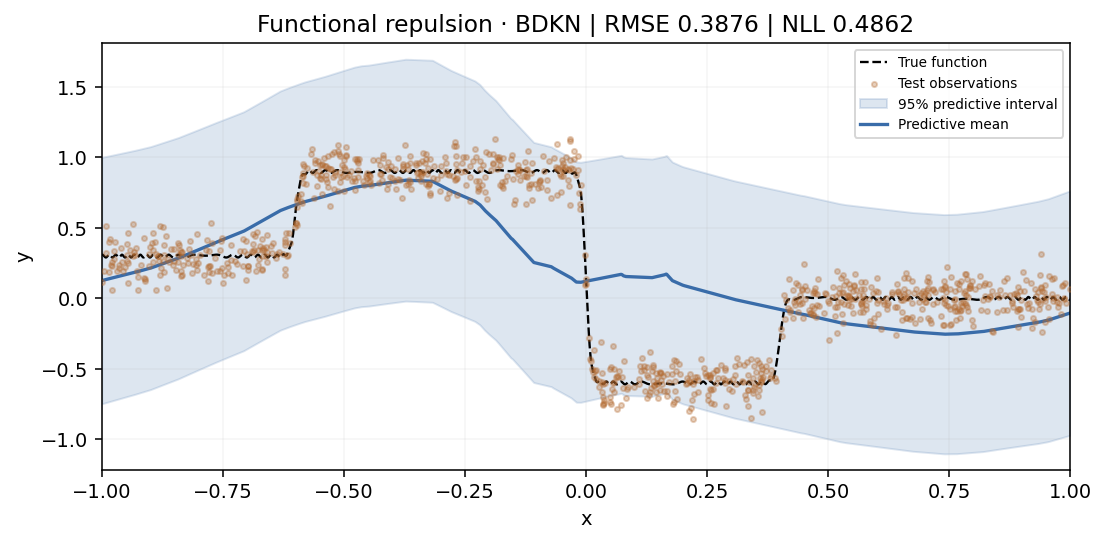 Functional repulsion · BDKN | RMSE 0.3876 | NLL 0.4862
True function
Test observations
95% predictive interval
Predictive mean
y
1.5
1.0
0.5
0.0
−0.5
−1.0
−1.00 −0.75 −0.50 −0.25 0.00 0.25 0.50 0.75 1.00
x